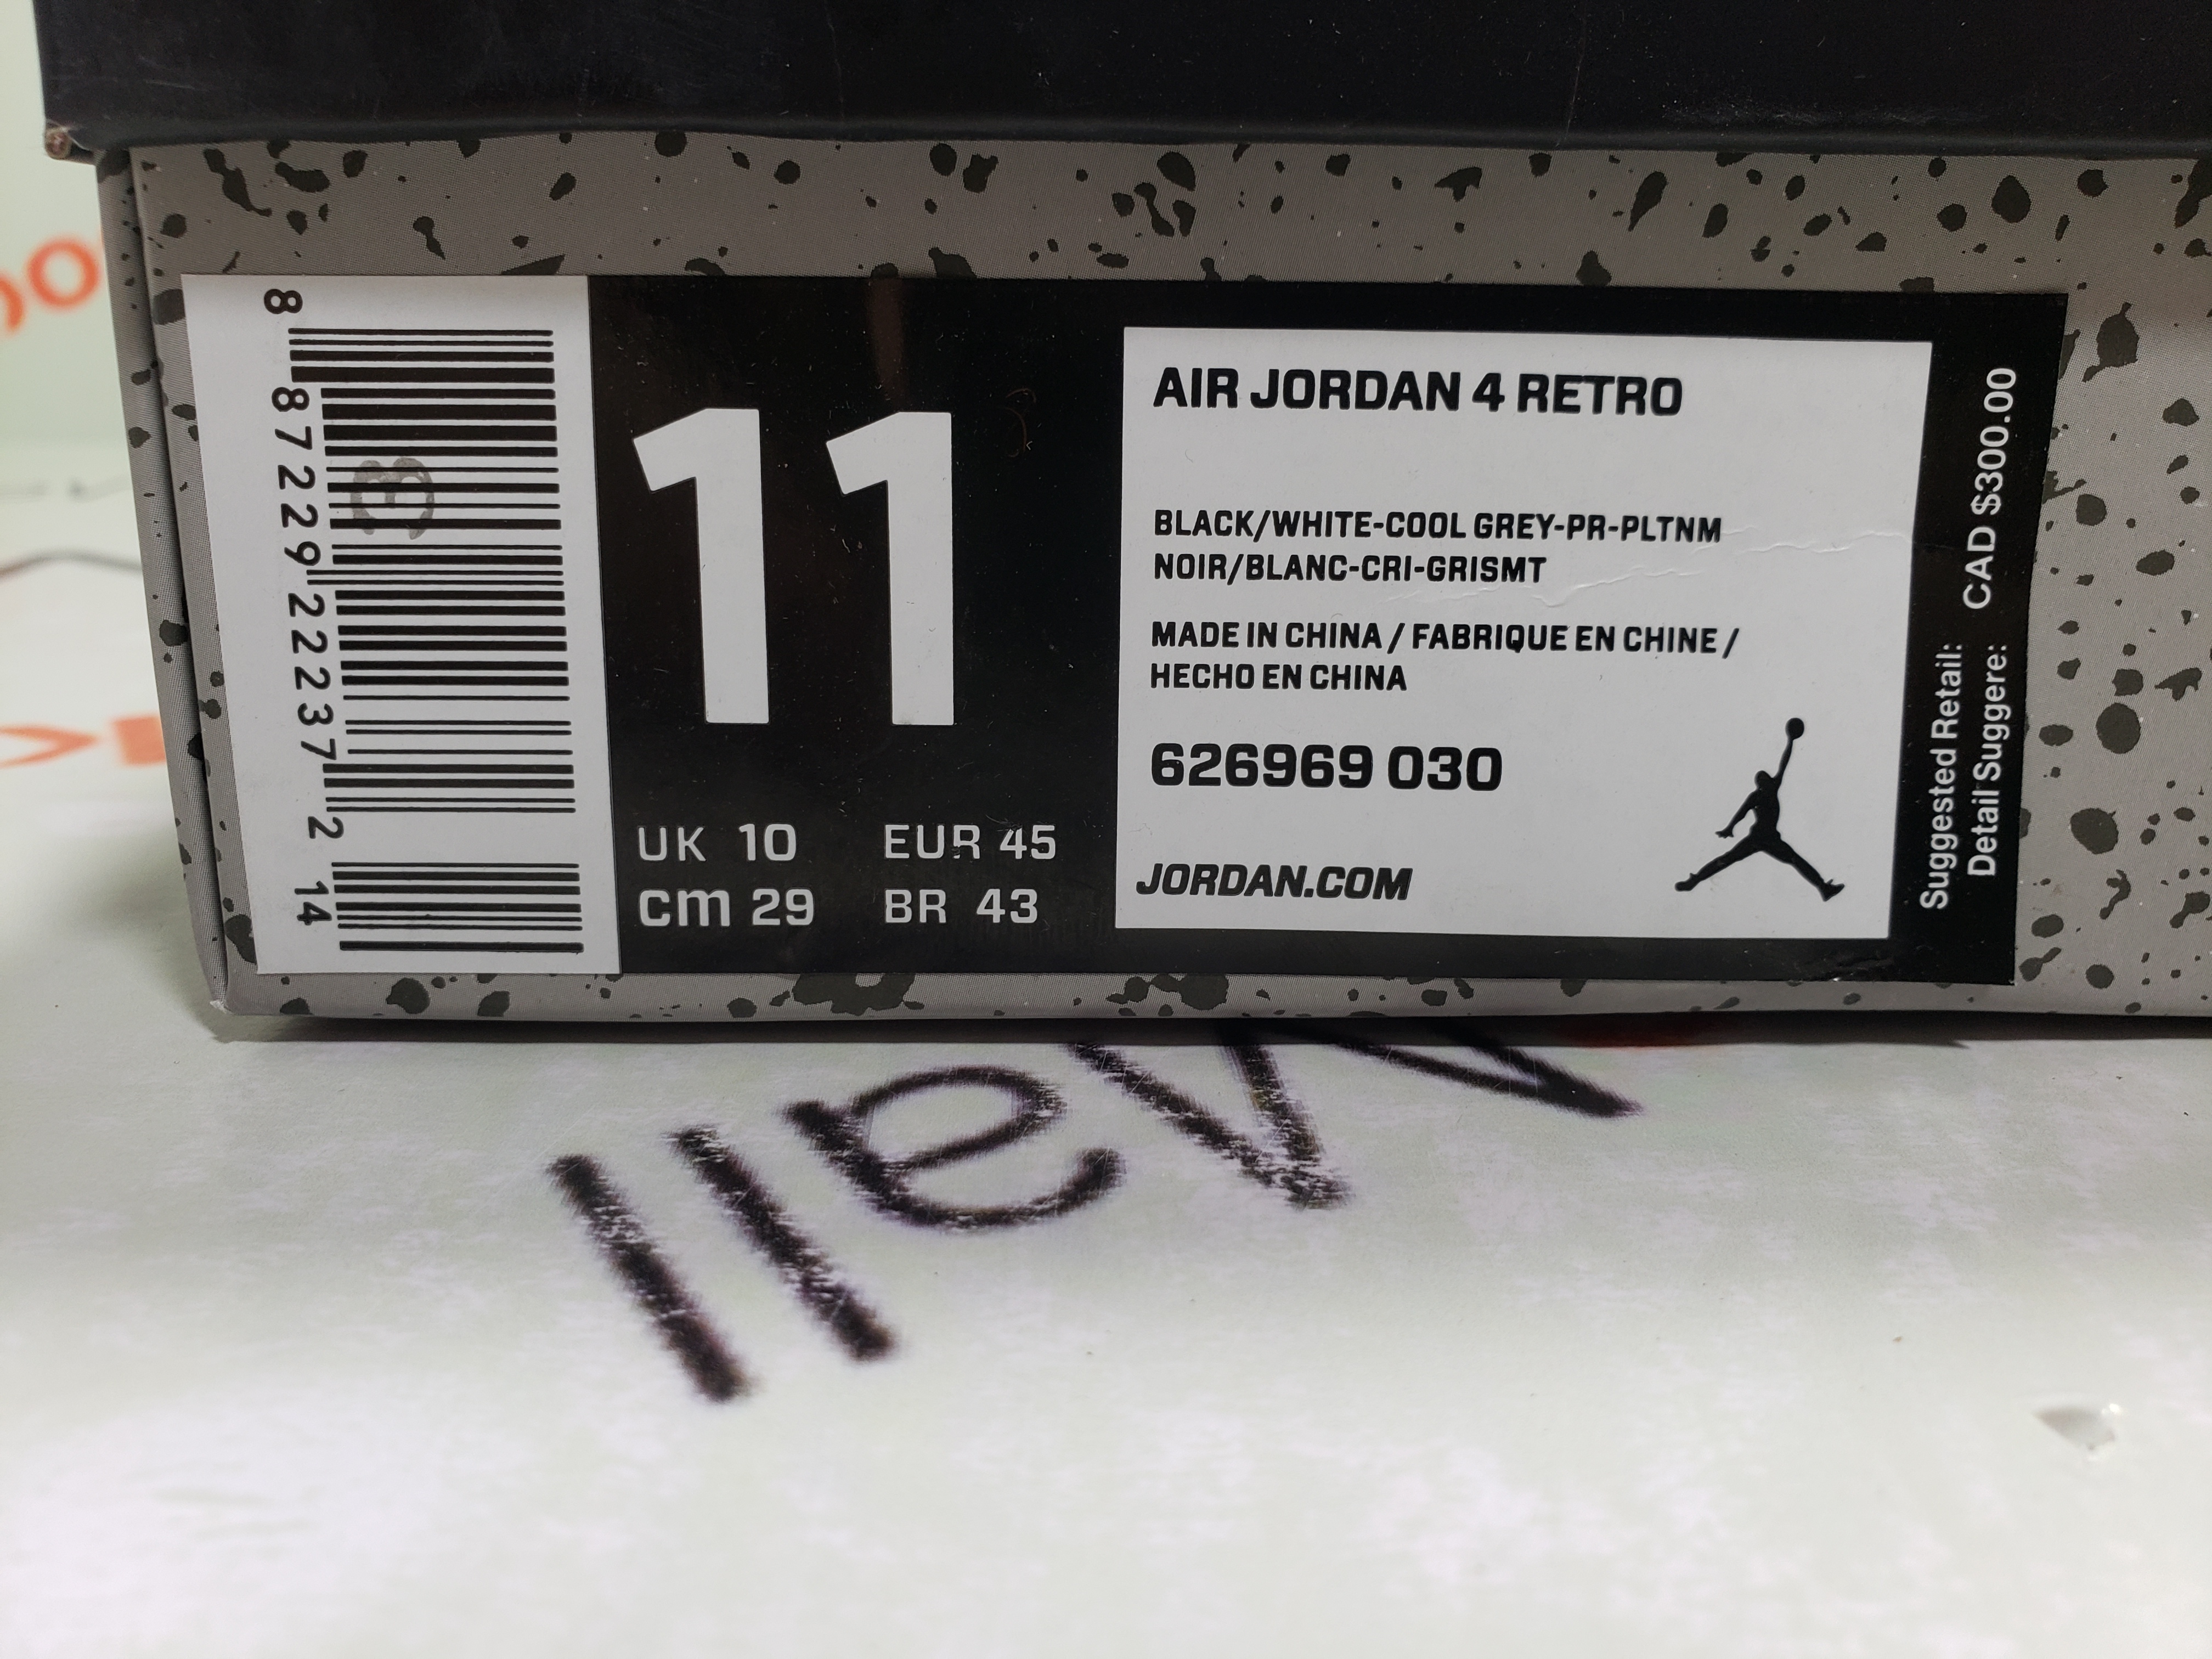 8 87229 22237 2 14
11
UK 10 EUR 45
cm 29 BR 43
AIR JORDAN 4 RETRO
BLACK/WHITE-COOL GREY-PR-PLTNM
NOIR/BLANC-CRI-GRISMT
MADE IN CHINA / FABRIQUE EN CHINE /
HECHO EN CHINA
626969 030
JORDAN.COM
Suggested Retail:
Detail Suggere: CAD $300.00
Mall